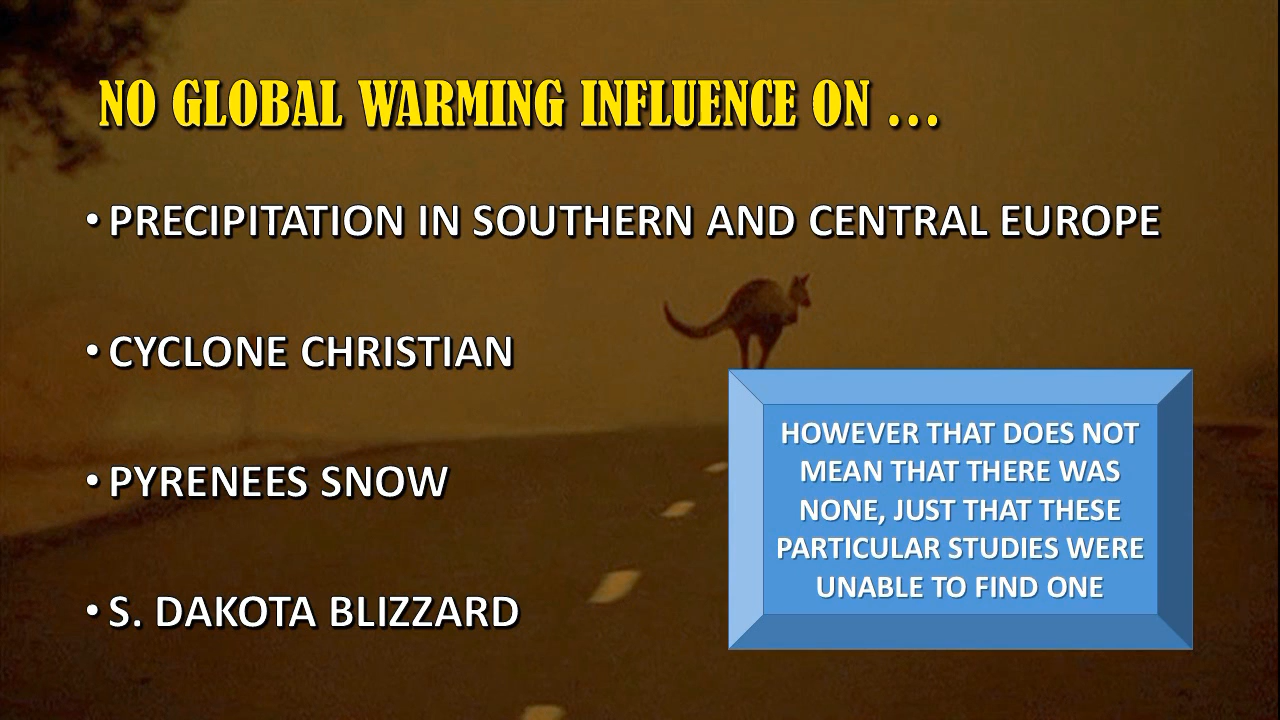 NO GLOBAL WARMING INFLUENCE ON ...
• PRECIPITATION IN SOUTHERN AND CENTRAL EUROPE
• CYCLONE CHRISTIAN
• PYRENEES SNOW
• S. DAKOTA BLIZZARD
HOWEVER THAT DOES NOT
MEAN THAT THERE WAS
NONE, JUST THAT THESE
PARTICULAR STUDIES WERE
UNABLE TO FIND ONE